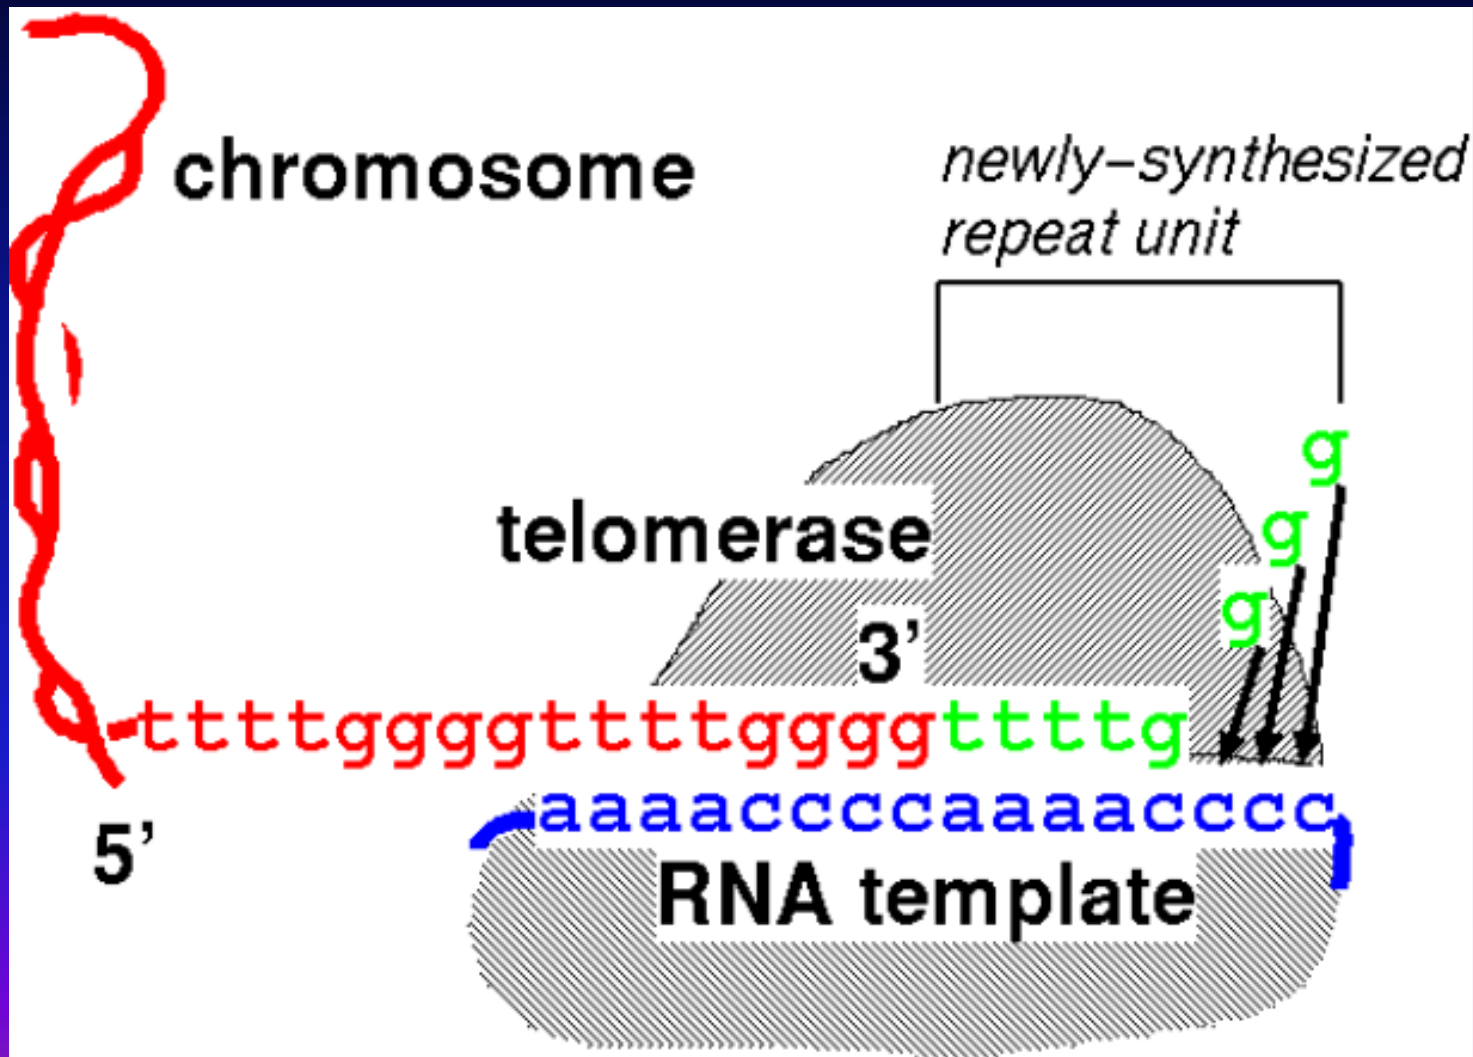 chromosome
newly-synthesized
repeat unit
g
g
telomerase
g
3'
ttttggggttttggggttttg
5'
aaaaccccaaaacccc
RNA template